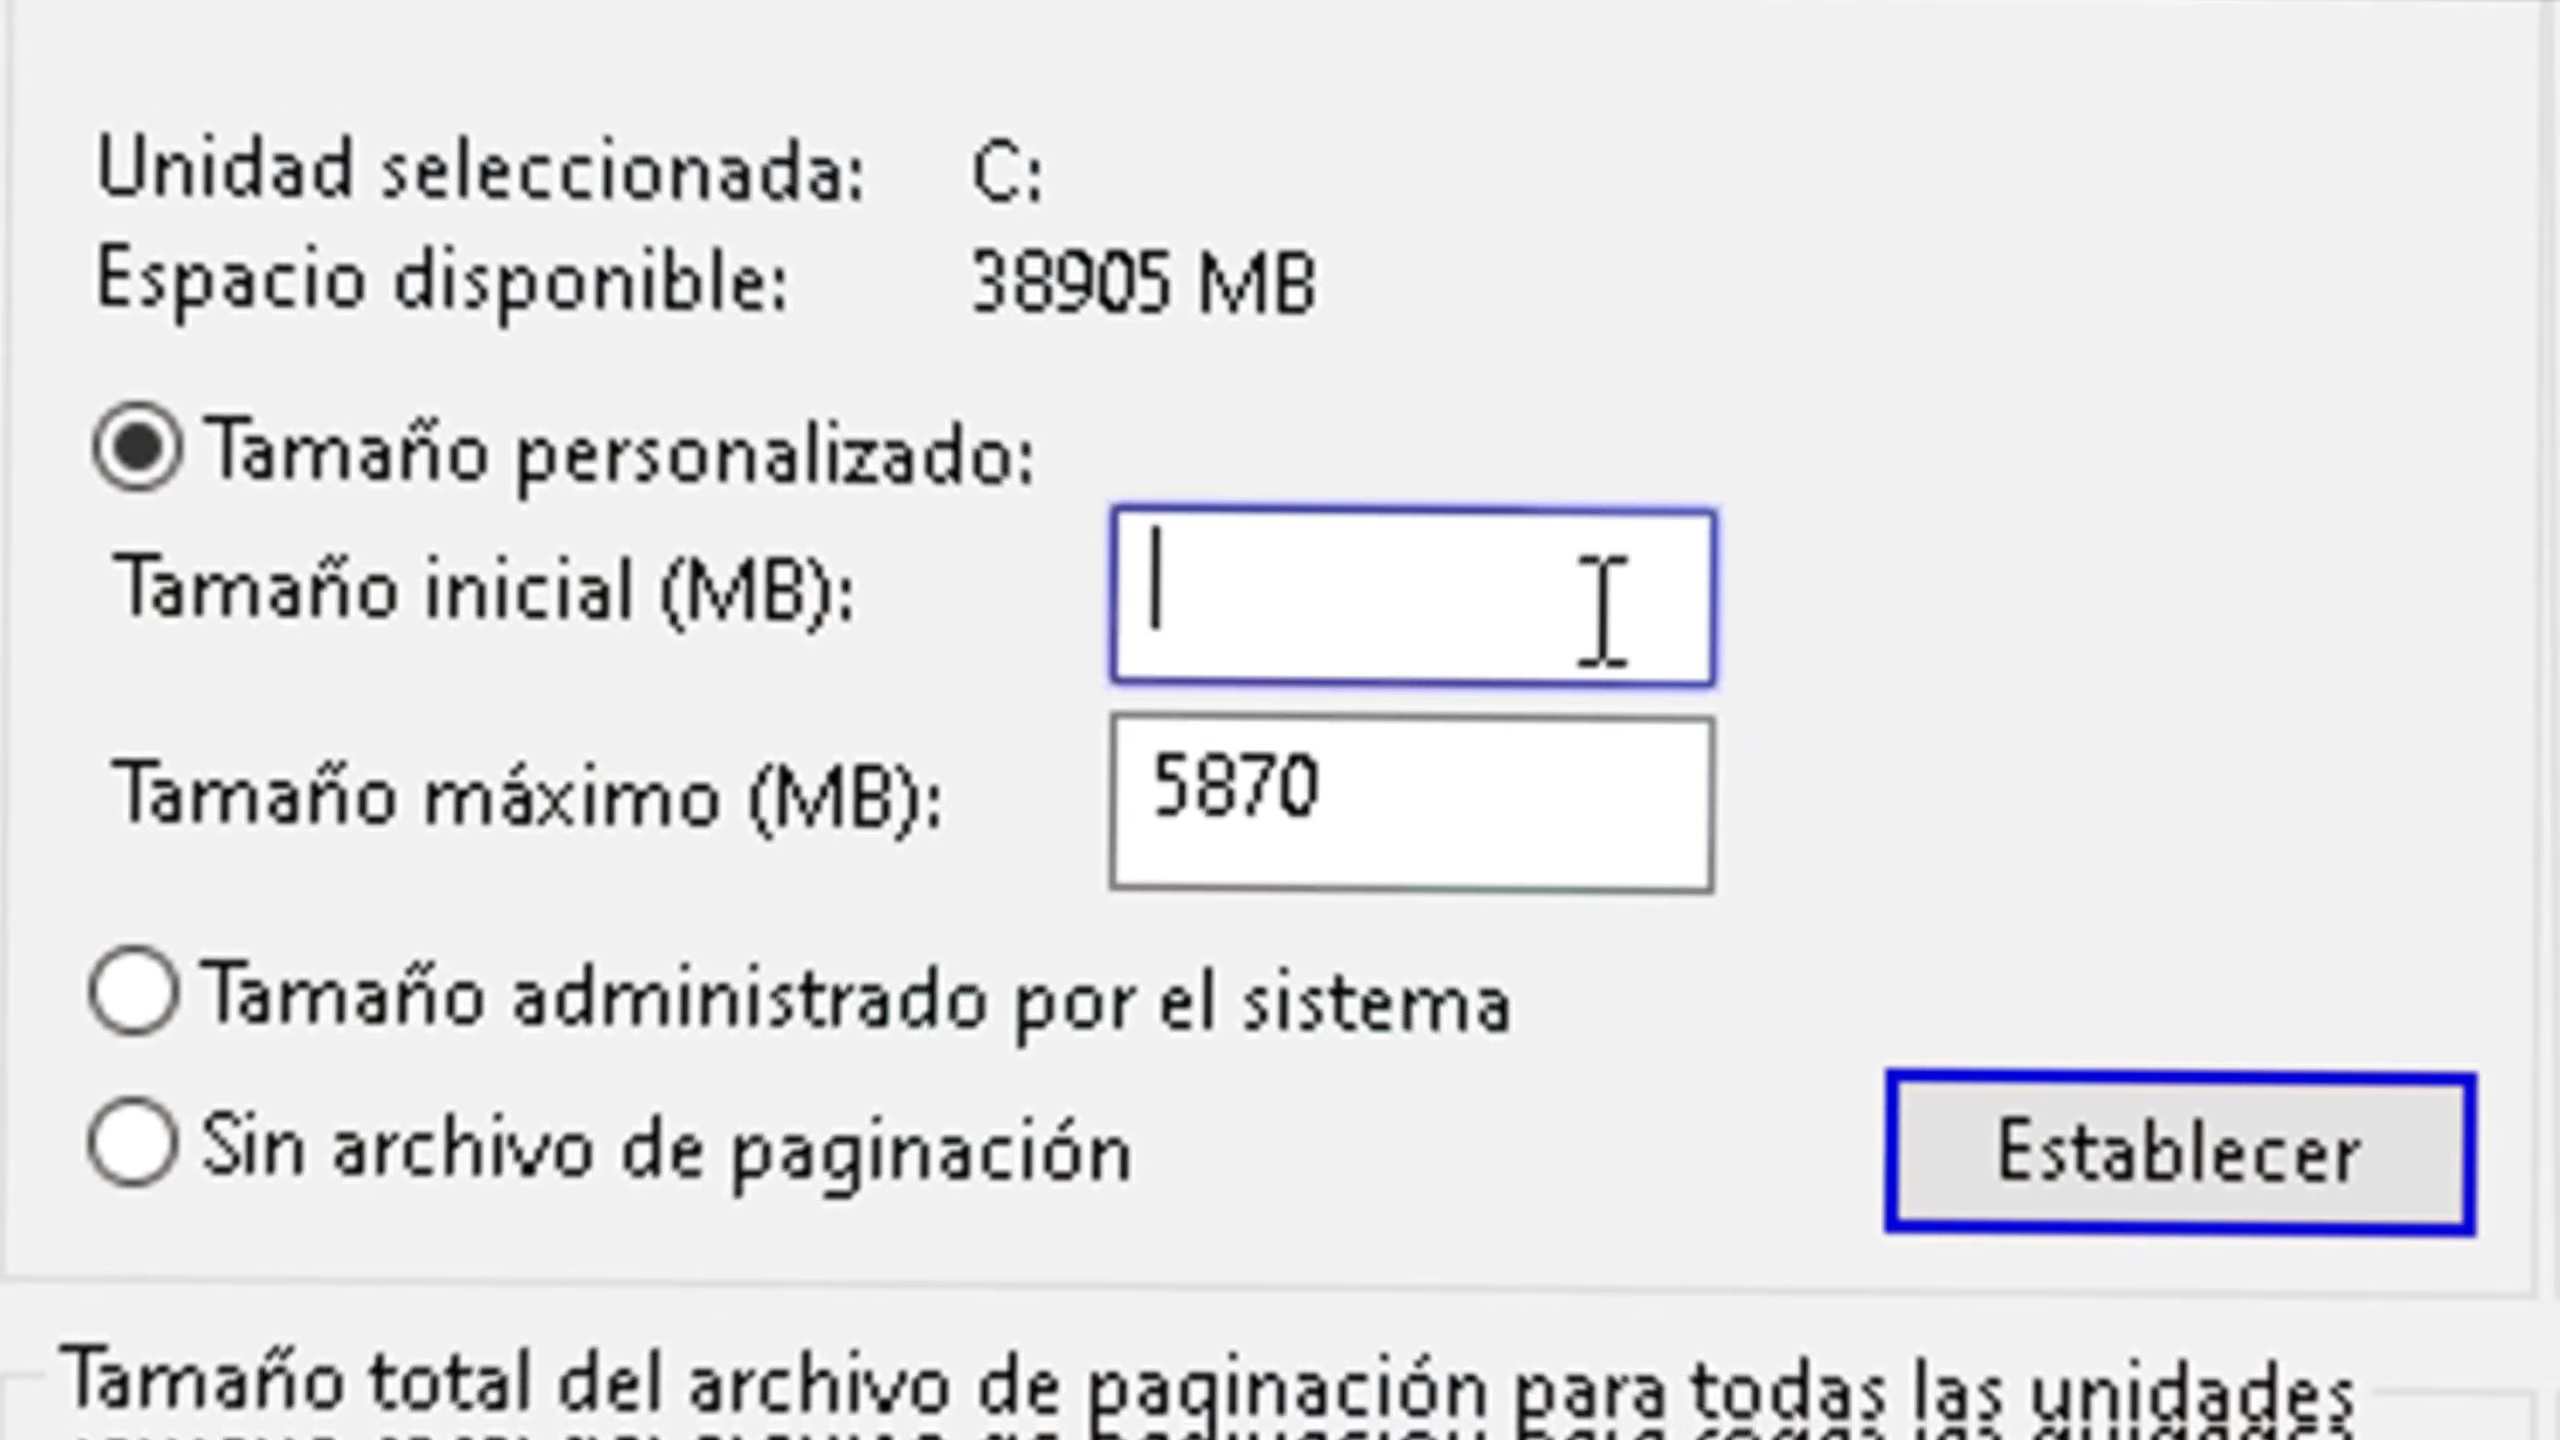 Unidad seleccionada: C:
Espacio disponible: 38905 MB
Tamaño personalizado:
Tamaño inicial (MB):
Tamaño máximo (MB): 5870
Tamaño administrado por el sistema
Sin archivo de paginación
Establecer
Tamaño total del archivo de paginación para todas las unidades